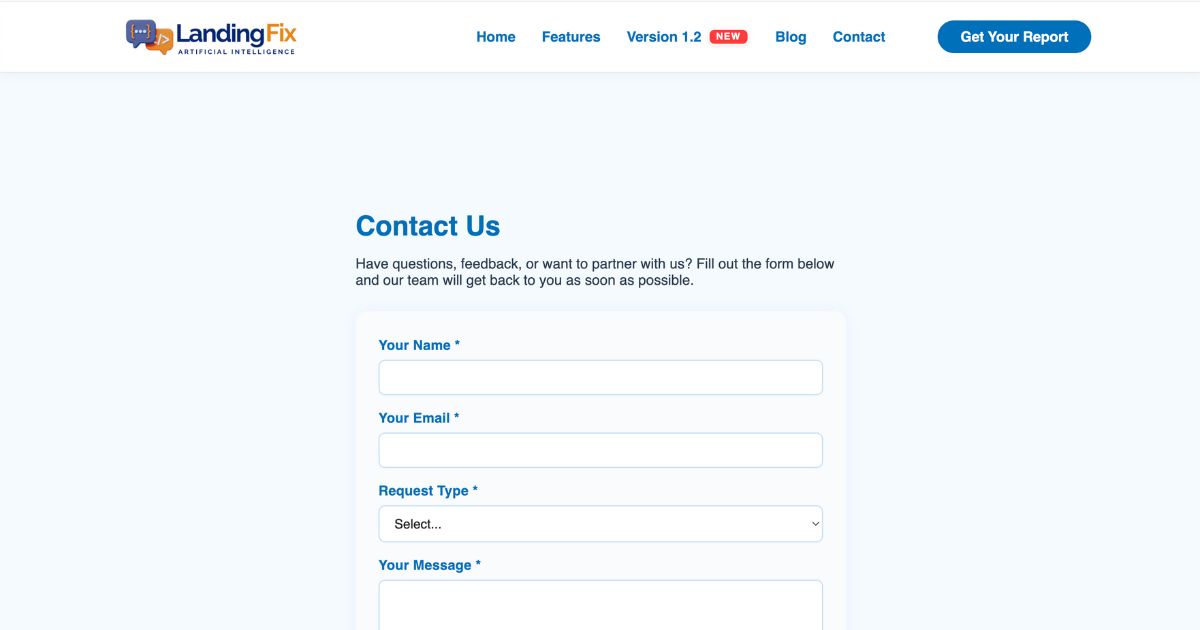 LandingFix
ARTIFICIAL INTELLIGENCE
Home Features Version 1.2 NEW Blog Contact Get Your Report
Contact Us
Have questions, feedback, or want to partner with us? Fill out the form below
and our team will get back to you as soon as possible.
Your Name *
Your Email *
Request Type *
Select...
Your Message *